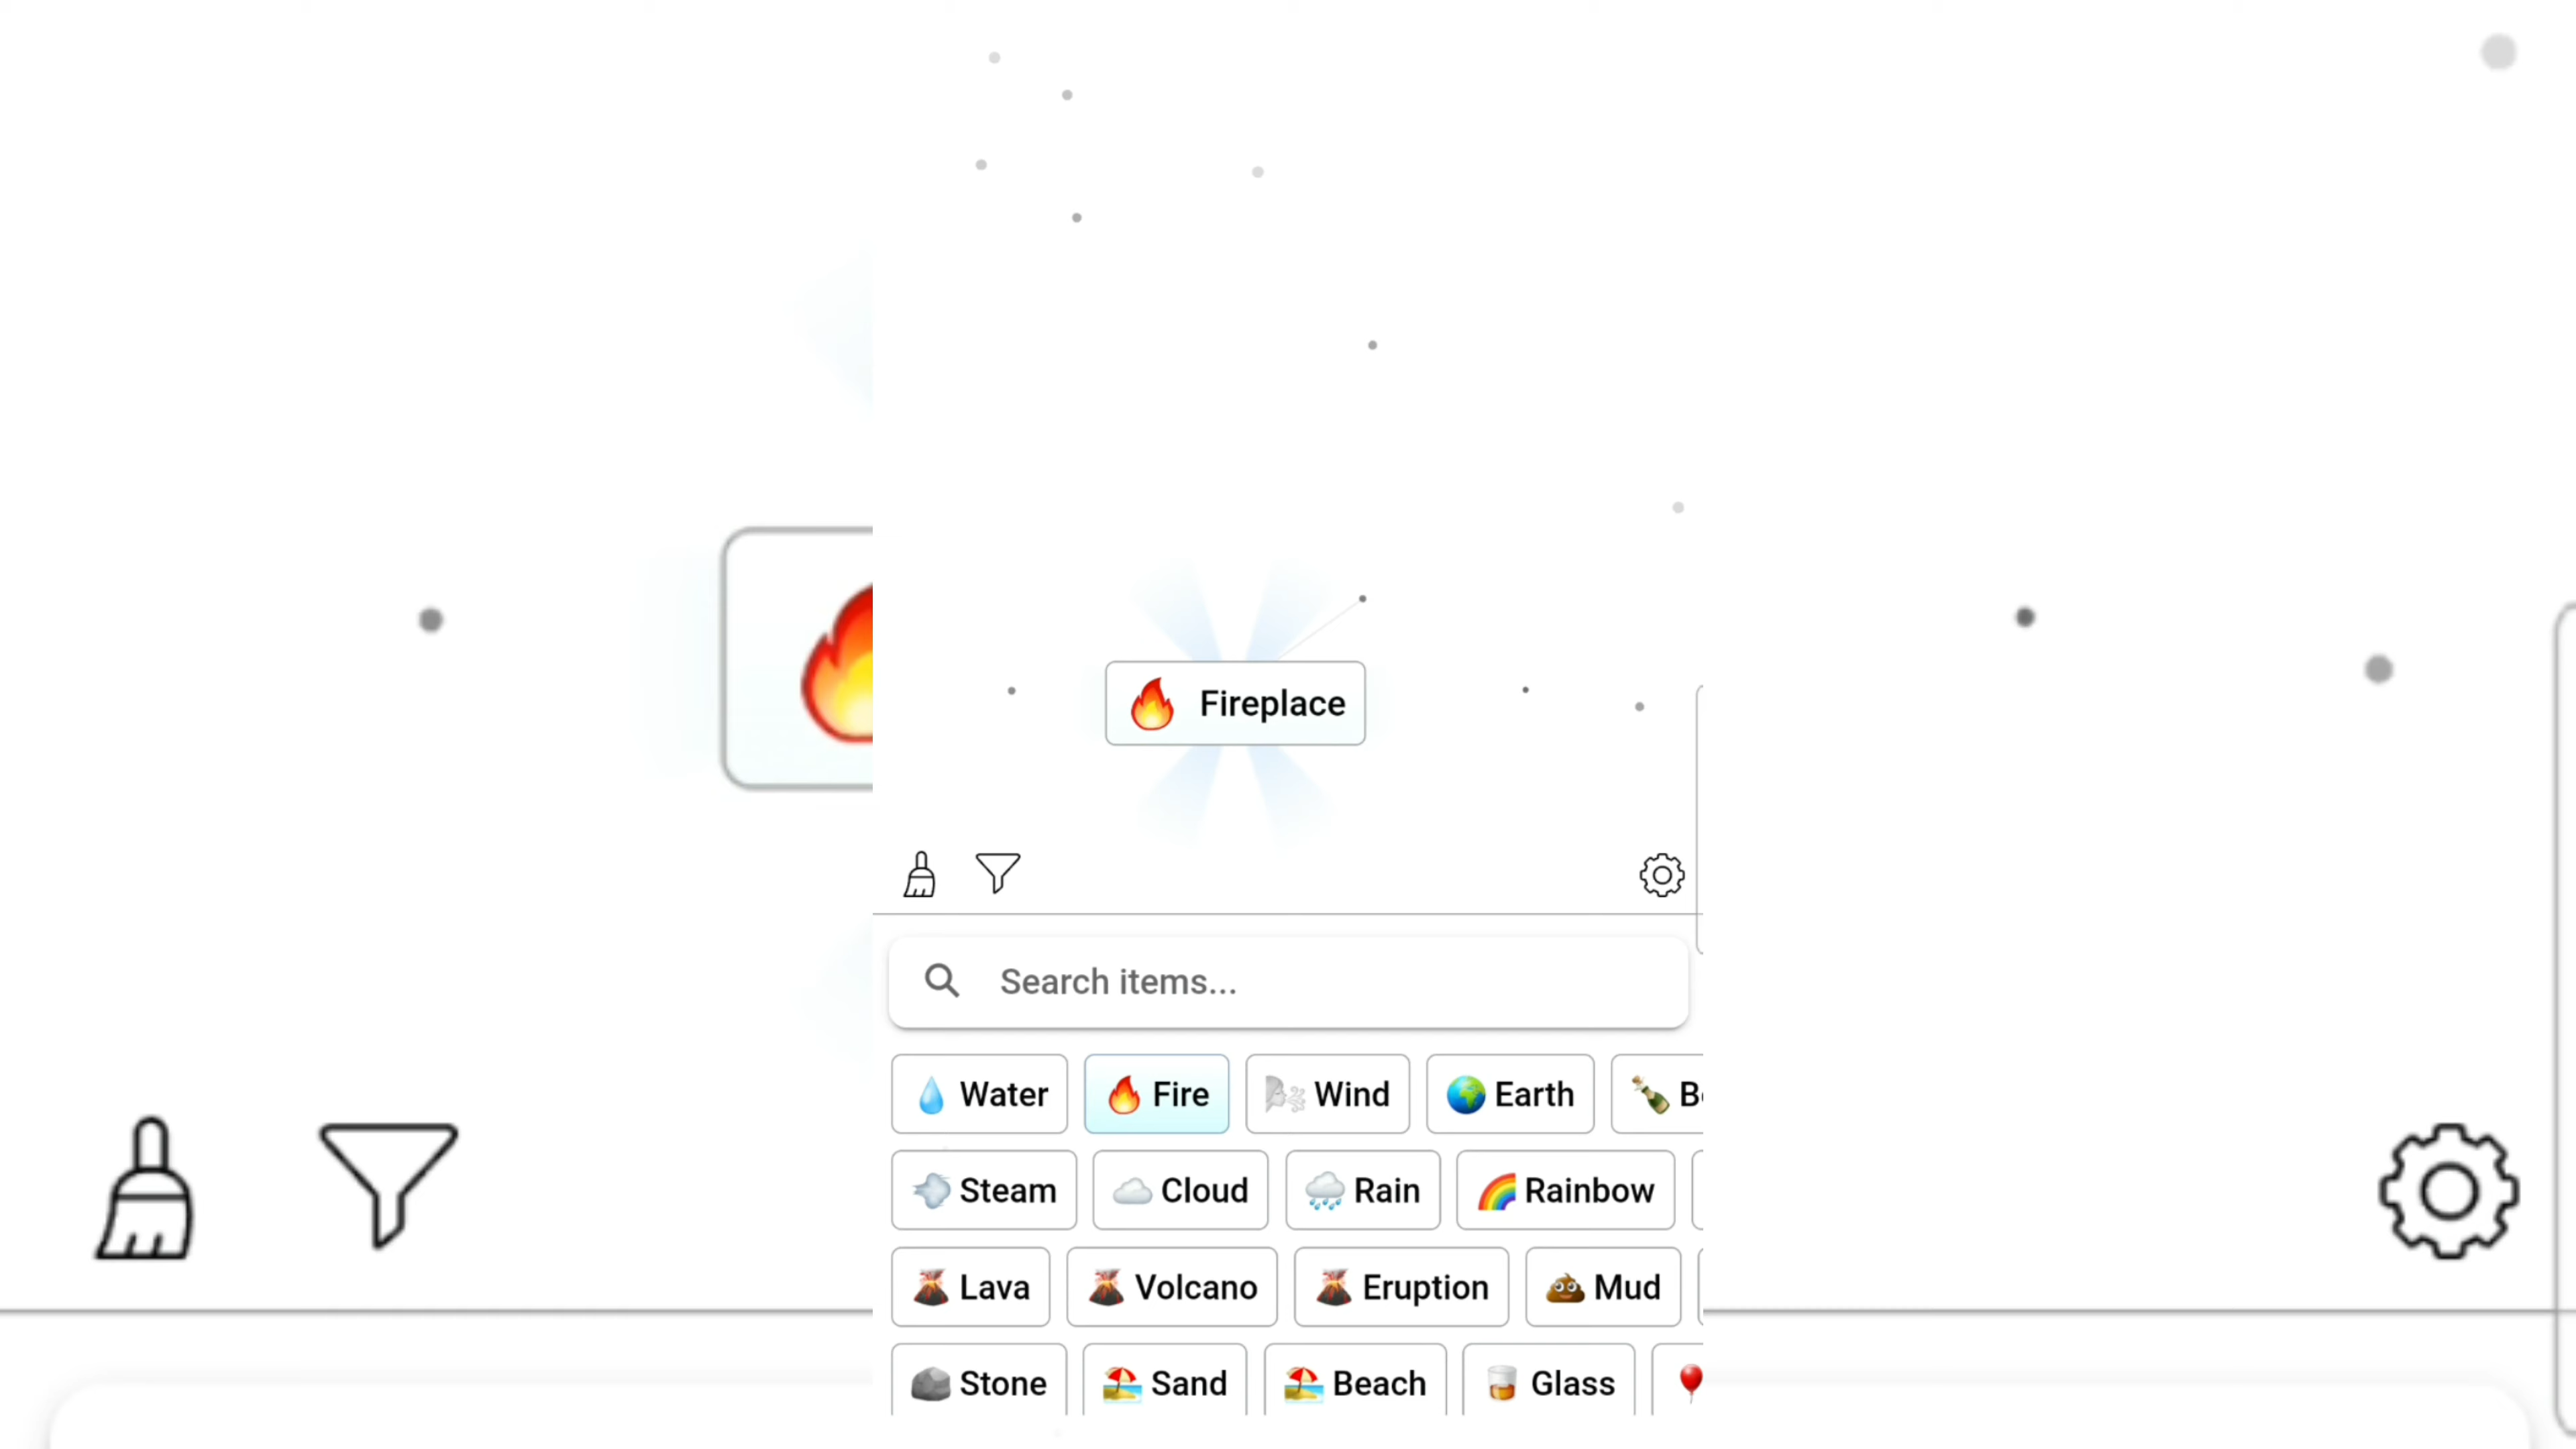 Fireplace
Search items...
Water Fire Wind Earth
Steam Cloud Rain Rainbow
Lava Volcano Eruption Mud
Stone Sand Beach Glass